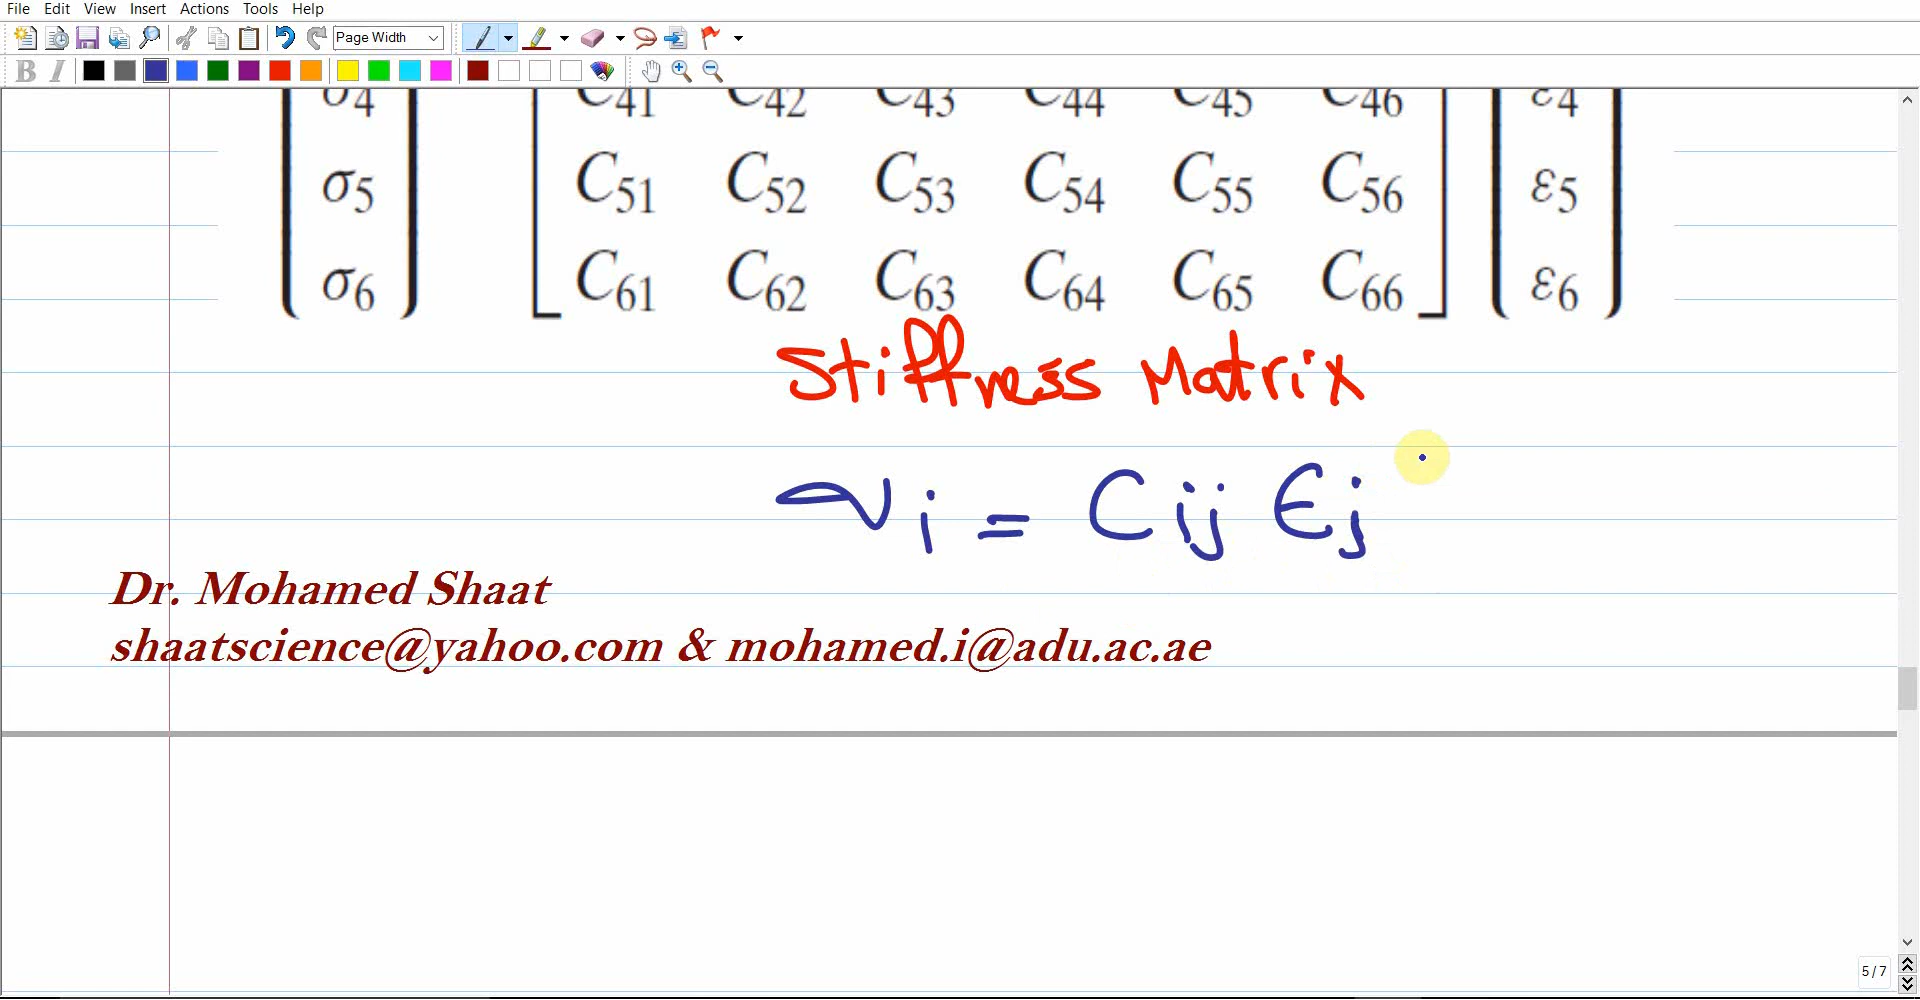 File Edit View Insert Actions Tools Help
Page Width
B I
σ4 C41 C42 C43 C44 C45 C46 ε4
σ5 C51 C52 C53 C54 C55 C56 ε5
σ6 C61 C62 C63 C64 C65 C66 ε6
Stiffness Matrix
σi = Cij Ej
Dr. Mohamed Shaat
shaatscience@yahoo.com & mohamed.i@adu.ac.ae
5/7